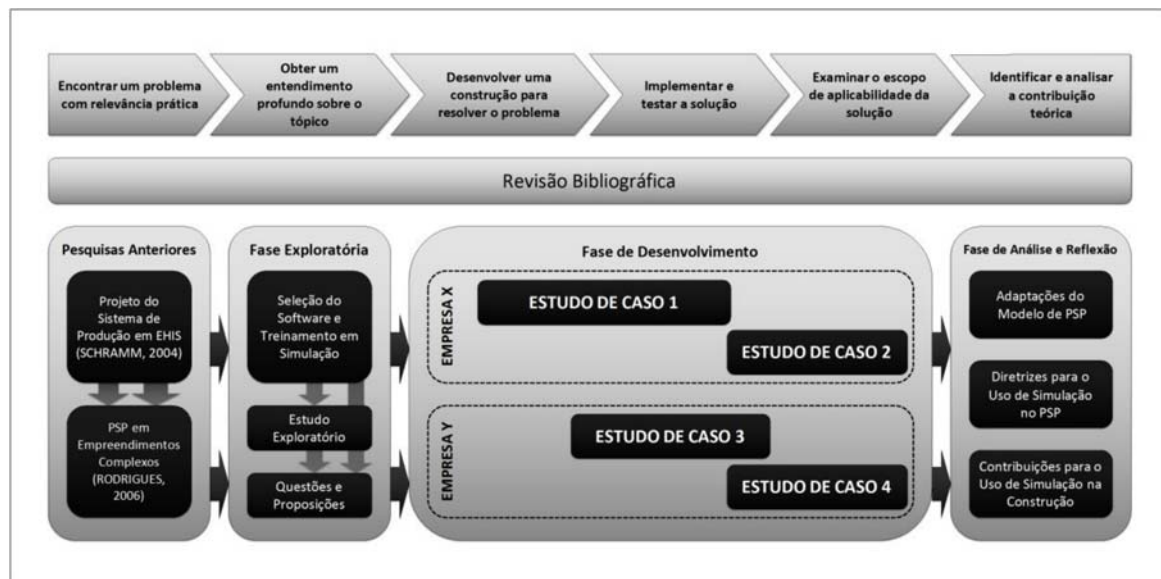 Encontrar um problema
com relevância prática
Obter um
entendimento
profundo sobre o
tópico
Desenvolver uma
construção para
resolver o problema
Implementar e
testar a solução
Examinar o escopo
de aplicabilidade da
solução
Identificar e analisar
a contribuição
teórica
Revisão Bibliográfica
Pesquisas Anteriores
Projeto do
Sistema de
Produção em EHIS
(SCHRAMM, 2004)
PSP em
Empreendimentos
Complexos
(RODRIGUES,
2006)
Fase Exploratória
Seleção do
Software e
Treinamento em
Simulação
Estudo
Exploratório
Questões e
Proposições
Fase de Desenvolvimento
EMPRESA X
ESTUDO DE CASO 1
ESTUDO DE CASO 2
EMPRESA Y
ESTUDO DE CASO 3
ESTUDO DE CASO 4
Fase de Análise e Reflexão
Adaptações do
Modelo de PSP
Diretrizes para o
Uso de Simulação
no PSP
Contribuições para o
Uso de Simulação na
Construção